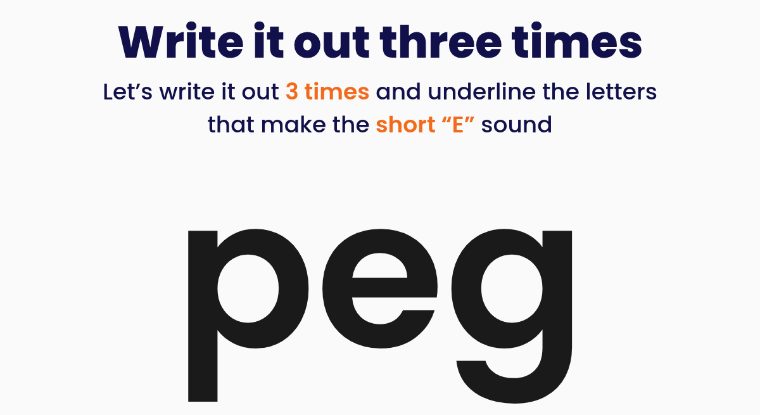 Write it out three times
Let’s write it out 3 times and underline the letters
that make the short “E” sound
peg